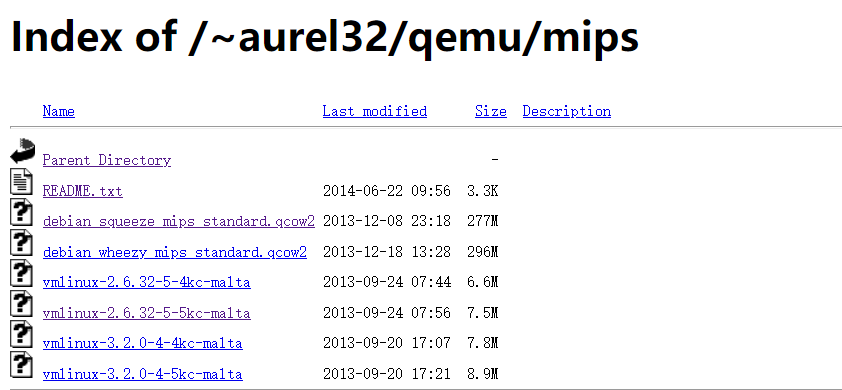 Index of /~aurel32/qemu/mips
Name Last modified Size Description
Parent Directory -
README.txt 2014-06-22 09:56 3.3K
debian_squeeze_mips_standard.qcow2 2013-12-08 23:18 277M
debian_wheezy_mips_standard.qcow2 2013-12-18 13:28 296M
vmlinux-2.6.32-5-4kc-malta 2013-09-24 07:44 6.6M
vmlinux-2.6.32-5-5kc-malta 2013-09-24 07:56 7.5M
vmlinux-3.2.0-4-4kc-malta 2013-09-20 17:07 7.8M
vmlinux-3.2.0-4-5kc-malta 2013-09-20 17:21 8.9M